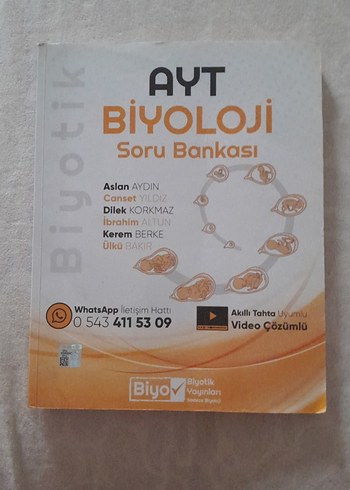 Biyotik
AYT
BİYOLOJİ
Soru Bankası
Aslan AYDIN
Canset YILDIZ
Dilek KORKMAZ
İbrahim ALTUN
Kerem BERKE
Ülkü BAKIR
WhatsApp İletişim Hattı
0 543 411 53 09
Akıllı Tahta Uyumlu
Video Çözümlü
Biyo
Biyotik
Yayınları